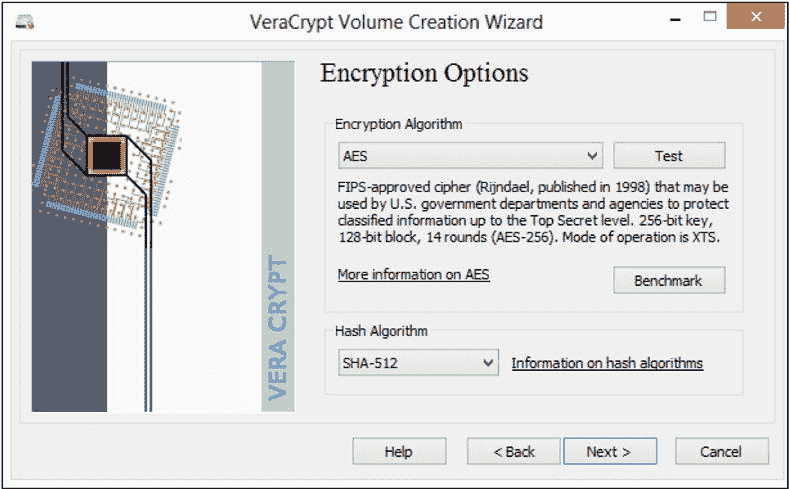 VeraCrypt Volume Creation Wizard
Encryption Options
Encryption Algorithm
AES
Test
FIPS-approved cipher (Rijndael, published in 1998) that may be
used by U.S. government departments and agencies to protect
classified information up to the Top Secret level. 256-bit key,
128-bit block, 14 rounds (AES-256). Mode of operation is XTS.
More information on AES
Benchmark
Hash Algorithm
SHA-512
Information on hash algorithms
VERA CRYPT
Help
< Back
Next >
Cancel